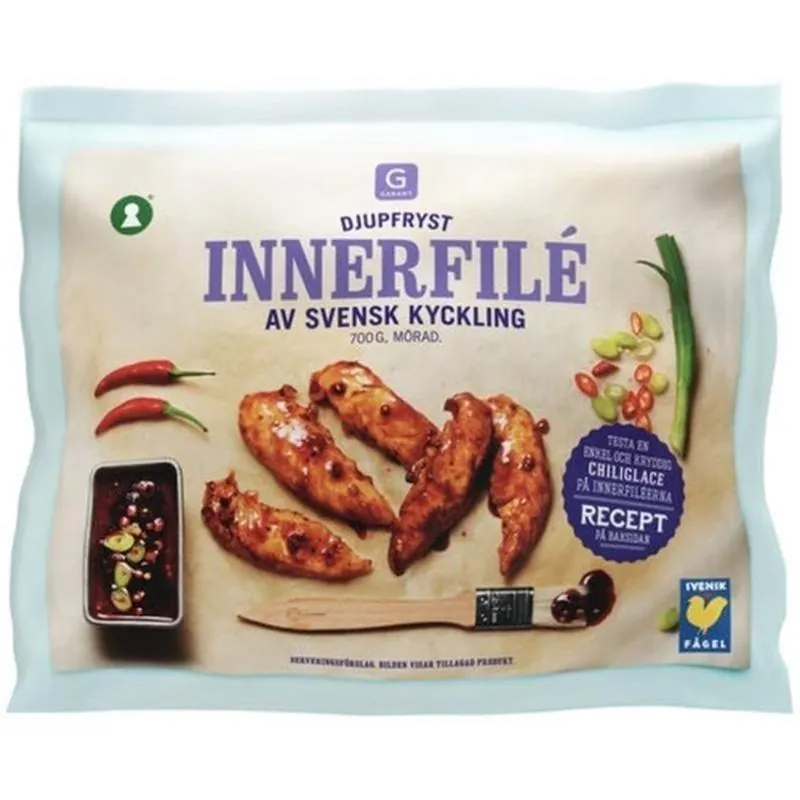 G
GARANT
DJUPFRYST
INNERFILÉ
AV SVENSK KYCKLING
700 G, MÖRAD.
TESTA EN
ENKEL OCH KRYDDIG
CHILIGLACE
PÅ INNERFILÉERNA
RECEPT
PÅ BAKSIDAN
SVENSK
FÅGEL
SERVERINGSFÖRSLAG. BILDEN VISAR TILLAGAD PRODUKT.